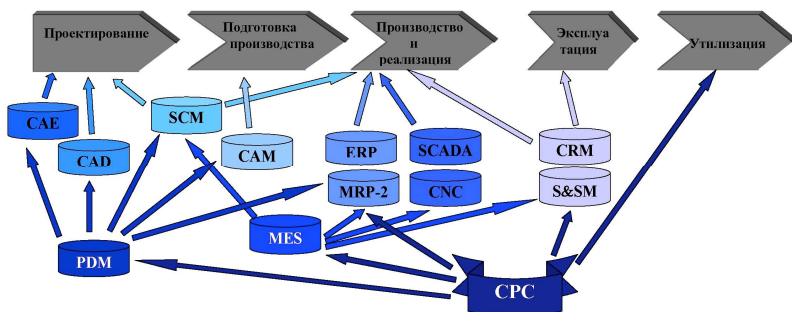 Проектирование
Подготовка
производства
Производство
и
реализация
Эксплуа
тация
Утилизация
CAE
SCM
CAD
CAM
ERP
SCADA
CRM
MRP-2
CNC
S&SM
MES
PDM
CPC